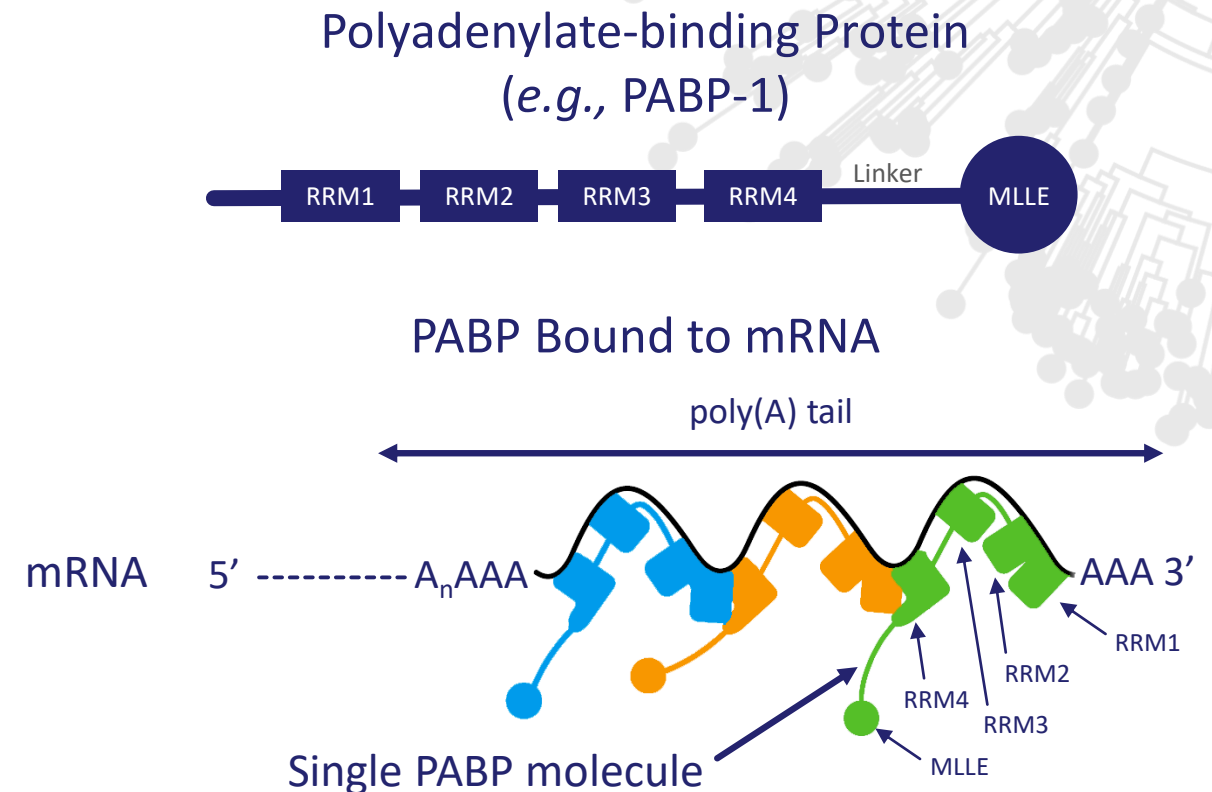 Polyadenylate-binding Protein
(e.g., PABP-1)
Linker
RRM1 RRM2 RRM3 RRM4 MLLE
PABP Bound to mRNA
poly(A) tail
mRNA 5’ ---------- AₙAAA AAA 3’
RRM1
RRM2
RRM4
RRM3
MLLE
Single PABP molecule